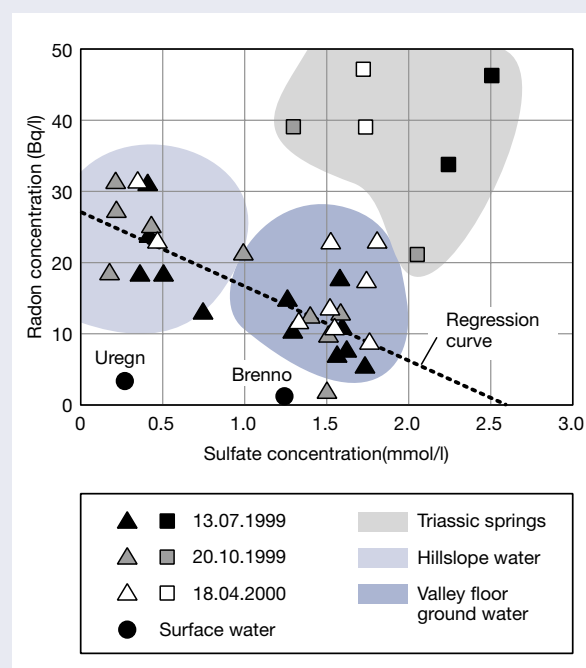 50
40
30
20
10
0
Radon concentration (Bq/l)
Uregn
Brenno
Regression
curve
0 0.5 1.0 1.5 2.0 2.5 3.0
Sulfate concentration(mmol/l)
13.07.1999
20.10.1999
18.04.2000
Surface water
Triassic springs
Hillslope water
Valley floor
ground water